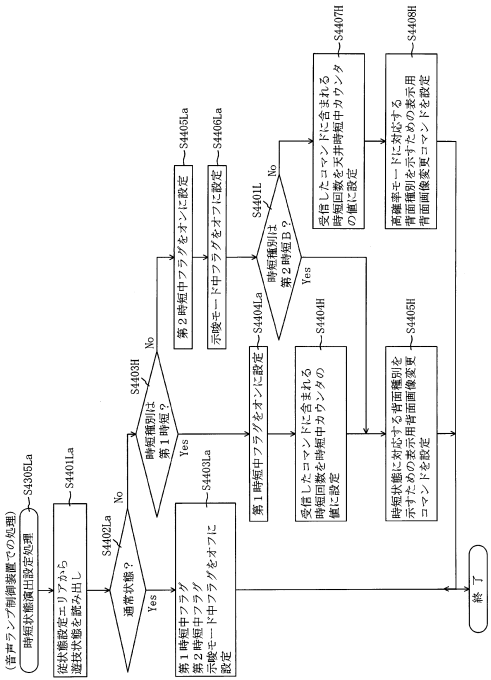 (音声ランプ制御装置での処理)
時短状態演出設定処理
S4305La
従状態設定エリアから
遊技状態を読み出し
S4401La
通常状態?
S4402La
Yes
No
第1時短中フラグ
第2時短中フラグ
示唆モード中フラグをオフに
設定
S4403La
時短種別は
第1時短?
S4403H
Yes
No
第1時短中フラグをオンに設定
S4404La
受信したコマンドに含まれる
時短回数を時短中カウンタの
値に設定
S4404H
時短状態に対応する背面種別を
示すための表示用背面画像変更
コマンドを設定
S4405H
第2時短中フラグをオンに設定
S4405La
示唆モード中フラグをオフに設定
S4406La
時短種別は
第2時短B?
S4401L
Yes
No
受信したコマンドに含まれる
時短回数を天井時短中カウンタ
の値に設定
S4407H
高確率モードに対応する
背面種別を示すための表示用
背面画像変更コマンドを設定
S4408H
終了